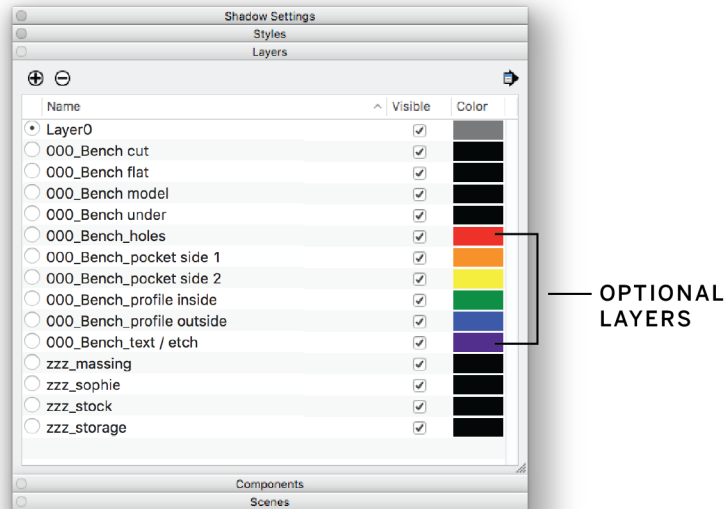 Shadow Settings
Styles
Layers
Name Visible Color
Layer0
000_Bench cut
000_Bench flat
000_Bench model
000_Bench under
000_Bench_holes
000_Bench_pocket side 1
000_Bench_pocket side 2
000_Bench_profile inside
000_Bench_profile outside
000_Bench_text / etch
zzz_massing
zzz_sophie
zzz_stock
zzz_storage
OPTIONAL
LAYERS
Components
Scenes